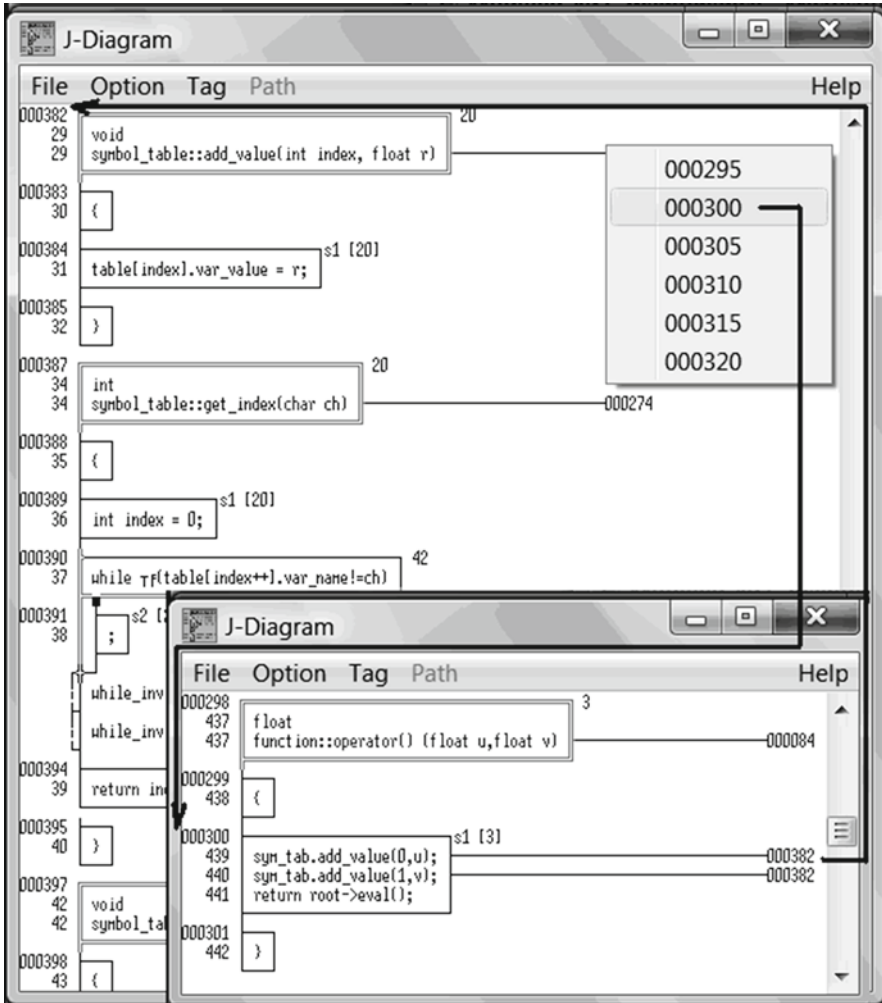 J-Diagram
File Option Tag Path Help
000382 20
29 void
29 symbol_table::add_value(int index, float r)
000295
000300
000305
000310
000315
000320
000383
30 {
000384 s1 [20]
31 table[index].var_value = r;
000385
32 }
000387 20
34 int
34 symbol_table::get_index(char ch) 000274
000388
35 {
000389 s1 [20]
36 int index = 0;
000390 42
37 while TF(table[index++].var_name!=ch)
000391 s2 [
38 ;
while_inv
while_inv
000394
39 return in
000395
40 }
000397
42 void
42 symbol_ta
000398
43 {
J-Diagram
File Option Tag Path Help
000298 3
437 float
437 function::operator() (float u,float v) 000084
000299
438 {
000300 s1 [3]
439 sym_tab.add_value(0,u); 000382
440 sym_tab.add_value(1,v); 000382
441 return root->eval();
000301
442 }